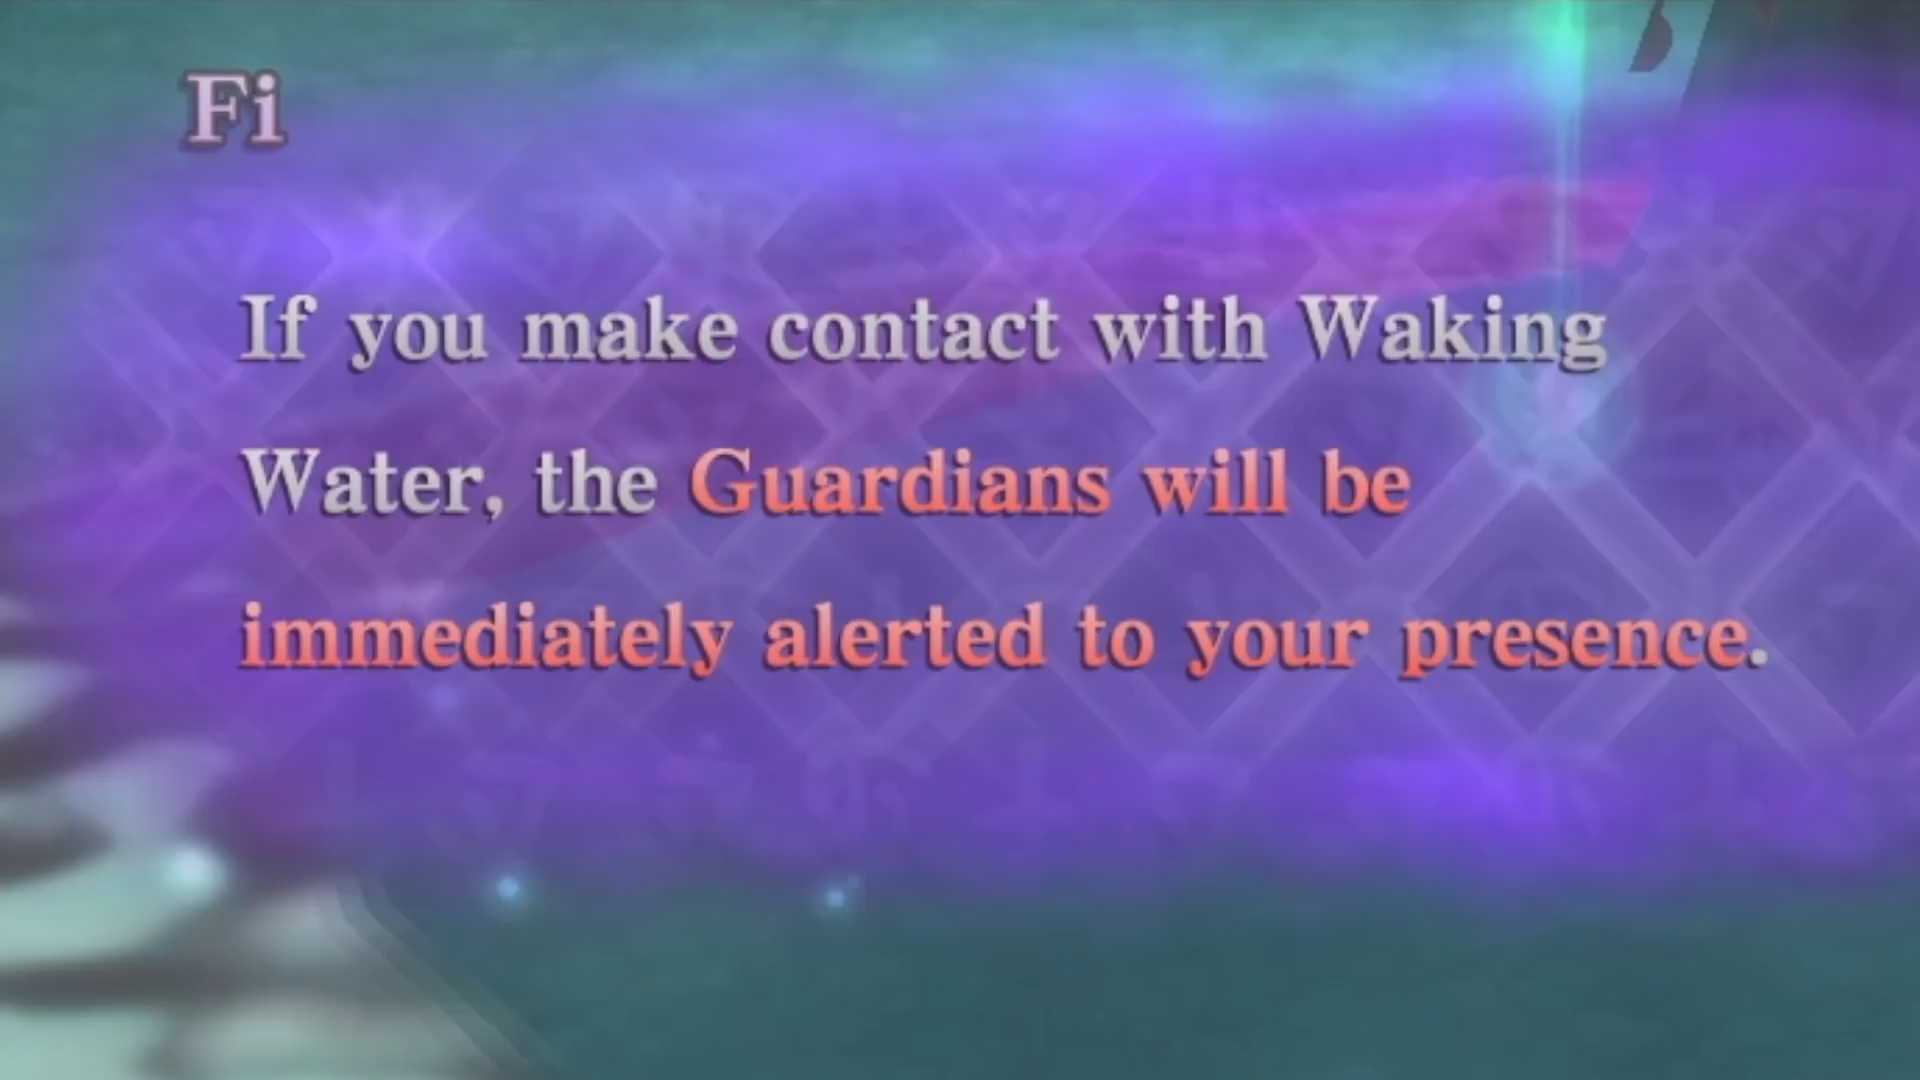 Fi
If you make contact with Waking
Water, the Guardians will be
immediately alerted to your presence.